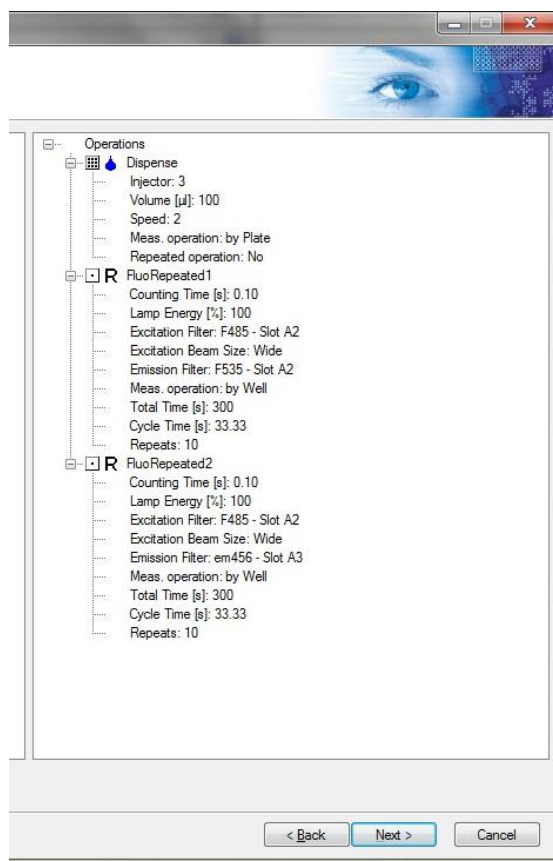 Operations
Dispense
Injector: 3
Volume [µl]: 100
Speed: 2
Meas. operation: by Plate
Repeated operation: No
R FluoRepeated1
Counting Time [s]: 0.10
Lamp Energy [%]: 100
Excitation Filter: F485 - Slot A2
Excitation Beam Size: Wide
Emission Filter: F535 - Slot A2
Meas. operation: by Well
Total Time [s]: 300
Cycle Time [s]: 33.33
Repeats: 10
R FluoRepeated2
Counting Time [s]: 0.10
Lamp Energy [%]: 100
Excitation Filter: F485 - Slot A2
Excitation Beam Size: Wide
Emission Filter: em456 - Slot A3
Meas. operation: by Well
Total Time [s]: 300
Cycle Time [s]: 33.33
Repeats: 10
< Back Next > Cancel